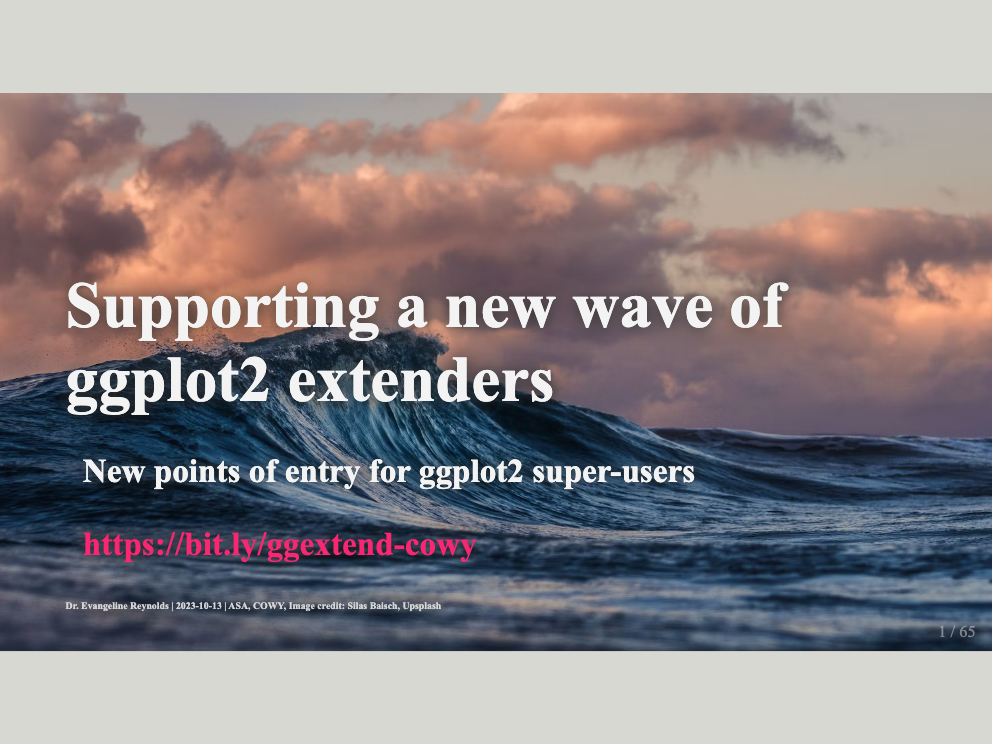 Supporting a new wave of
ggplot2 extenders
New points of entry for ggplot2 super-users
https://bit.ly/ggextend-cowy
Dr. Evangeline Reynolds | 2023-10-13 | ASA, COWY, Image credit: Silas Baisch, Upsplash
1 / 65